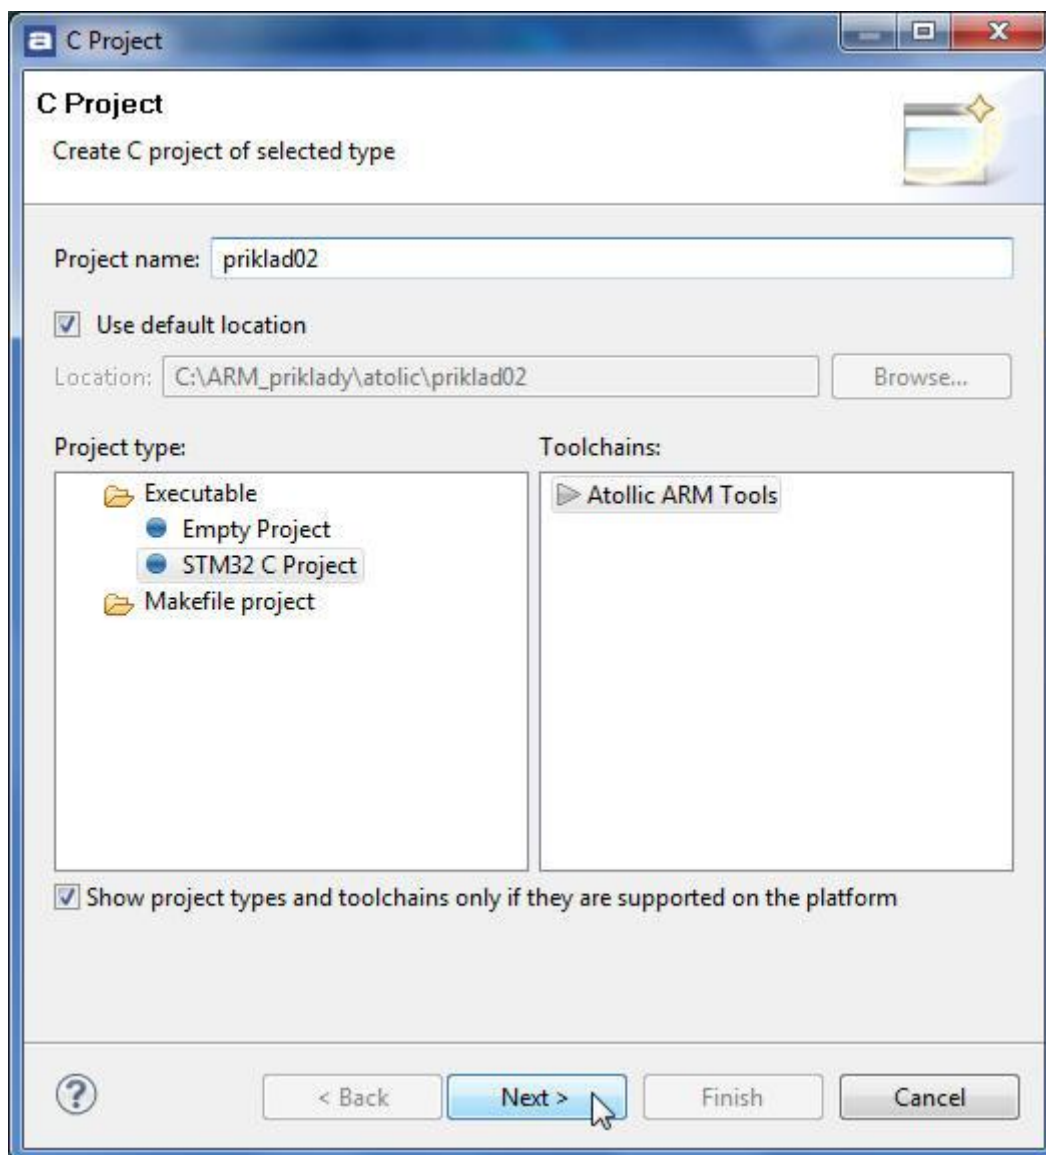 C Project
C Project
Create C project of selected type
Project name: priklad02
Use default location
Location: C:\ARM_priklady\atolic\priklad02 Browse...
Project type: Toolchains:
Executable Atollic ARM Tools
Empty Project
STM32 C Project
Makefile project
Show project types and toolchains only if they are supported on the platform
? < Back Next > Finish Cancel